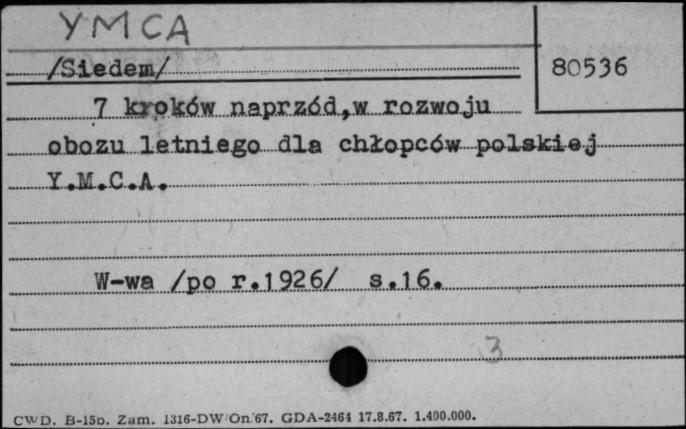 YMCA
/Siedem/
80536
7 kroków naprzód,w rozwoju
obozu letniego dla chłopców polskiej
Y.M.C.A.
W-wa /po r.1926/ s.16.
3
CWD. B-15b. Zam. 1316-DW/On/67. GDA-2464 17.8.67. 1.400.000.